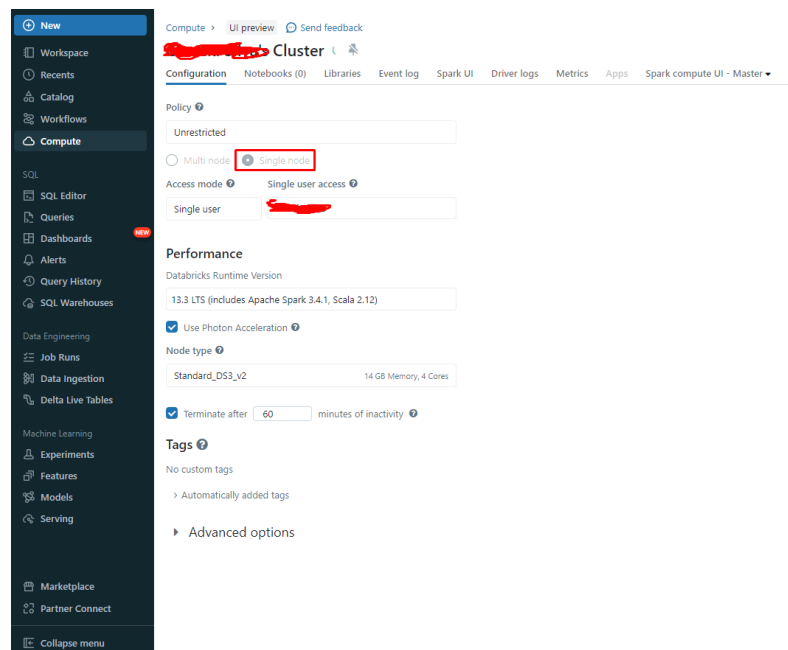 New
Workspace
Recents
Catalog
Workflows
Compute
SQL
SQL Editor
Queries
Dashboards
NEW
Alerts
Query History
SQL Warehouses
Data Engineering
Job Runs
Data Ingestion
Delta Live Tables
Machine Learning
Experiments
Features
Models
Serving
Marketplace
Partner Connect
Collapse menu
Compute > UI preview Send feedback
Cluster
Configuration Notebooks (0) Libraries Event log Spark UI Driver logs Metrics Apps Spark compute UI - Master
Policy
Unrestricted
Multi node Single node
Access mode Single user access
Single user
Performance
Databricks Runtime Version
13.3 LTS (includes Apache Spark 3.4.1, Scala 2.12)
Use Photon Acceleration
Node type
Standard_DS3_v2 14 GB Memory, 4 Cores
Terminate after 60 minutes of inactivity
Tags
No custom tags
Automatically added tags
Advanced options